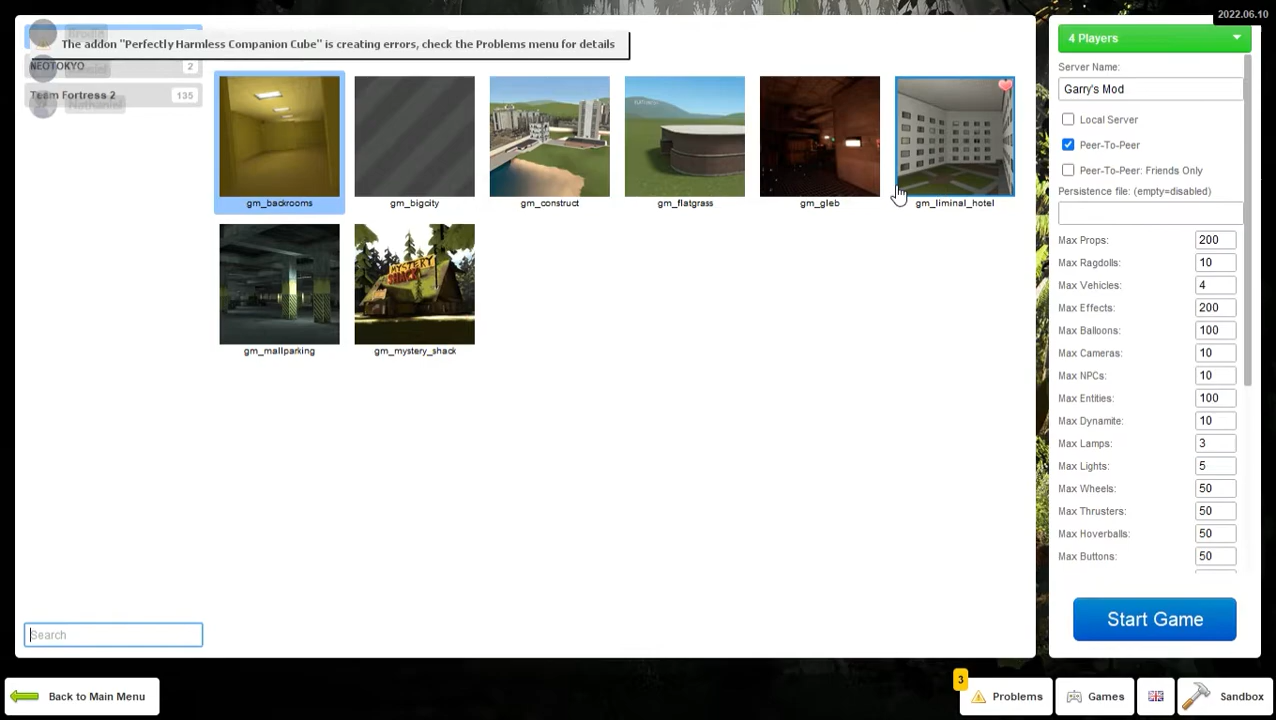 2022.06.10
The addon "Perfectly Harmless Companion Cube" is creating errors, check the Problems menu for details
NEOTOKYO 2
Team Fortress 2 135
gm_backrooms
gm_bigcity
gm_construct
gm_flatgrass
gm_gleb
gm_liminal_hotel
MYSTERY
SHACK
gm_mallparking
gm_mystery_shack
Search
4 Players
Server Name:
Garry's Mod
Local Server
Peer-To-Peer
Peer-To-Peer: Friends Only
Persistence file: (empty=disabled)
Max Props: 200
Max Ragdolls: 10
Max Vehicles: 4
Max Effects: 200
Max Balloons: 100
Max Cameras: 10
Max NPCs: 10
Max Entities: 100
Max Dynamite: 10
Max Lamps: 3
Max Lights: 5
Max Wheels: 50
Max Thrusters: 50
Max Hoverballs: 50
Max Buttons: 50
Start Game
Back to Main Menu
3
Problems
Games
Sandbox